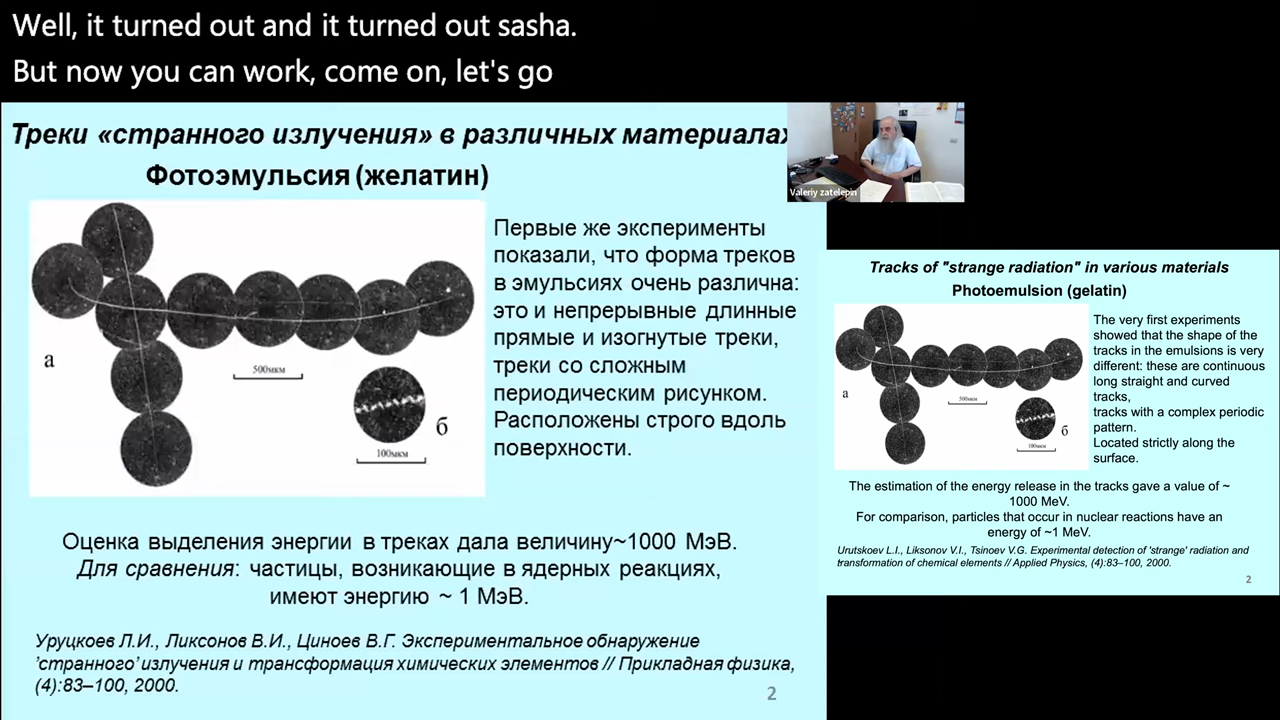 Well, it turned out and it turned out sasha.
But now you can work, come on, let's go
Треки «странного излучения» в различных материалах
Фотоэмульсия (желатин)
а
500мкм
б
100мкм
Первые же эксперименты
показали, что форма треков
в эмульсиях очень различна:
это и непрерывные длинные
прямые и изогнутые треки,
треки со сложным
периодическим рисунком.
Расположены строго вдоль
поверхности.
Оценка выделения энергии в треках дала величину~1000 МэВ.
Для сравнения: частицы, возникающие в ядерных реакциях,
имеют энергию ~ 1 МэВ.
Уруцкоев Л.И., Ликсонов В.И., Циноев В.Г. Экспериментальное обнаружение
'странного' излучения и трансформация химических элементов // Прикладная физика,
(4):83–100, 2000.
2
Valeriy zatelepin
Tracks of "strange radiation" in various materials
Photoemulsion (gelatin)
а
500мкм
б
100мкм
The very first experiments
showed that the shape of the
tracks in the emulsions is very
different: these are continuous
long straight and curved
tracks,
tracks with a complex periodic
pattern.
Located strictly along the
surface.
The estimation of the energy release in the tracks gave a value of ~
1000 MeV.
For comparison, particles that occur in nuclear reactions have an
energy of ~1 MeV.
Urutskoev L.I., Liksonov V.I., Tsinoev V.G. Experimental detection of 'strange' radiation and
transformation of chemical elements // Applied Physics, (4):83–100, 2000.
2